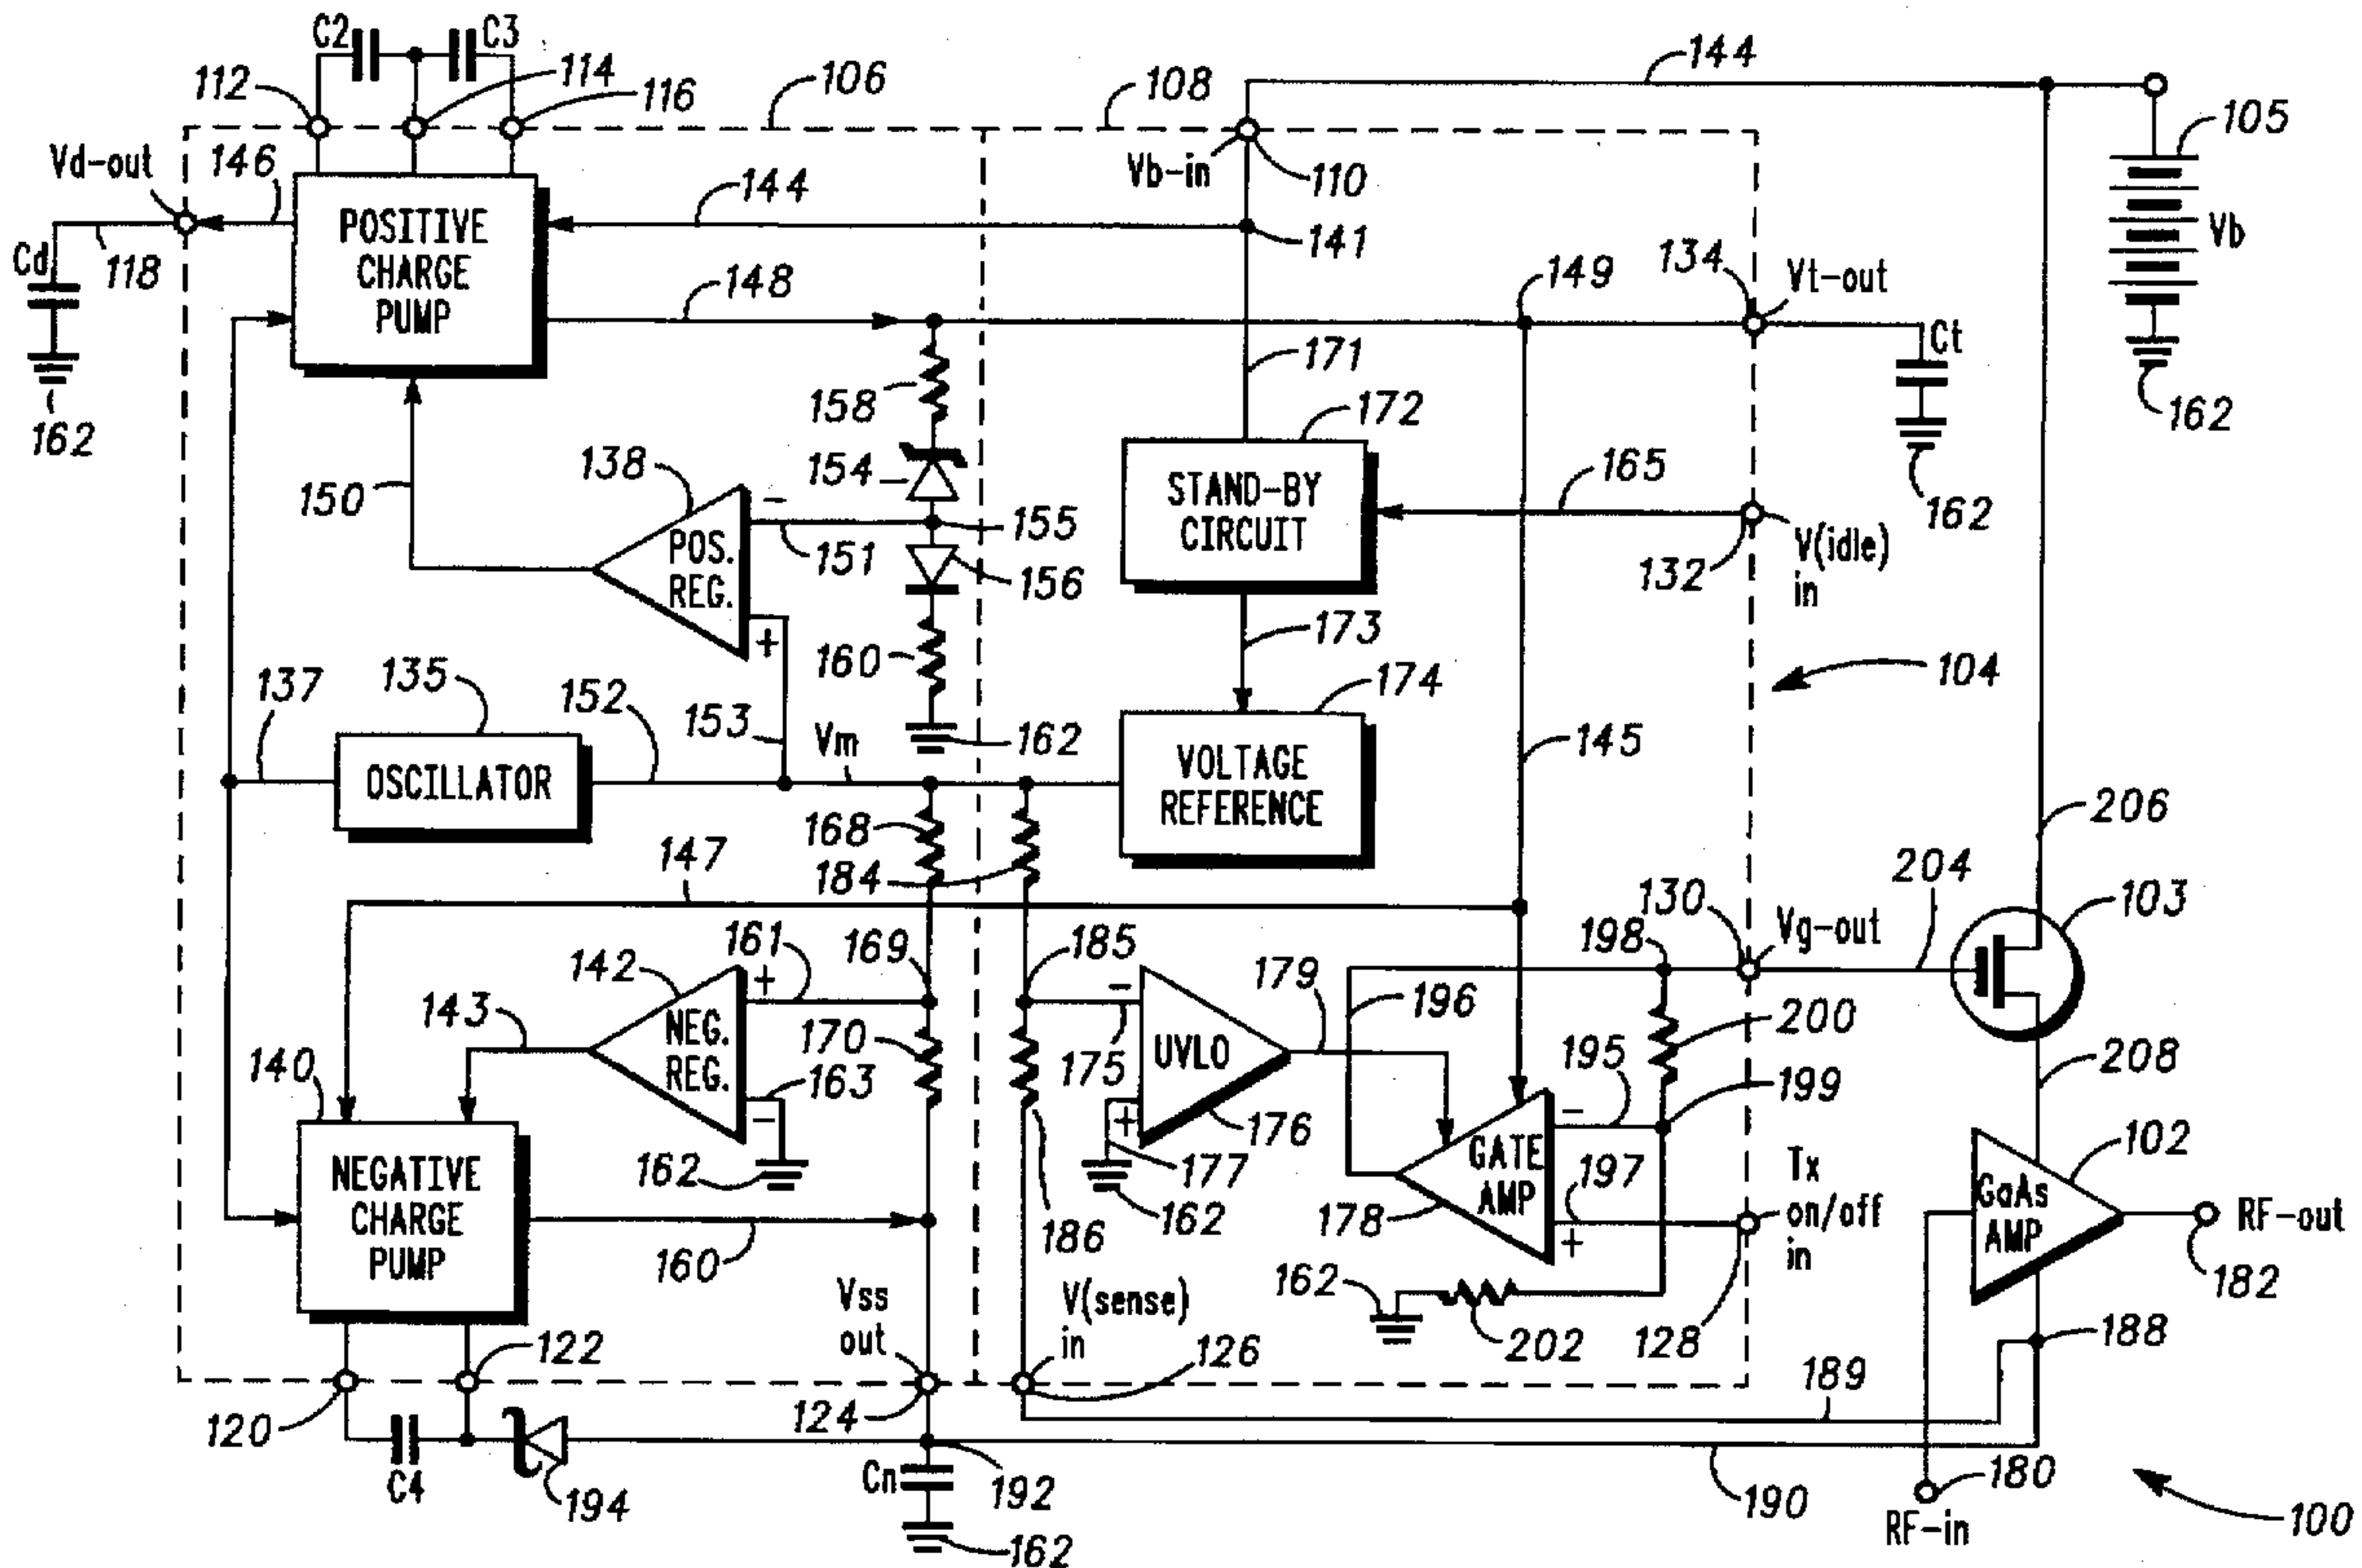 C2
C3
112
114
116
106
108
144
105
Vd-out
146
144
Vb-in
110
141
Vb
Cd
118
POSITIVE
CHARGE
PUMP
148
149
134
Vt-out
Ct
162
158
171
172
162
162
150
138
154
STAND-BY
CIRCUIT
165
-
POS.
REG.
+
151
155
156
132
V(idle)
in
160
173
174
104
137
135
152
153
Vm
162
145
OSCILLATOR
VOLTAGE
REFERENCE
206
147
168
184
204
130
103
Vg-out
198
161
169
185
142
143
+
NEG.
REG.
-
163
170
-
175
UVLO
+
179
196
200
195
199
208
140
176
177
162
162
186
-
GATE
AMP
+
197
178
Tx
on/off
in
102
GaAs
AMP
RF-out
182
NEGATIVE
CHARGE
PUMP
160
Vss
out
V(sense)
in
162
202
128
188
122
126
189
120
124
C4
194
Cn
192
190
180
RF-in
162
100